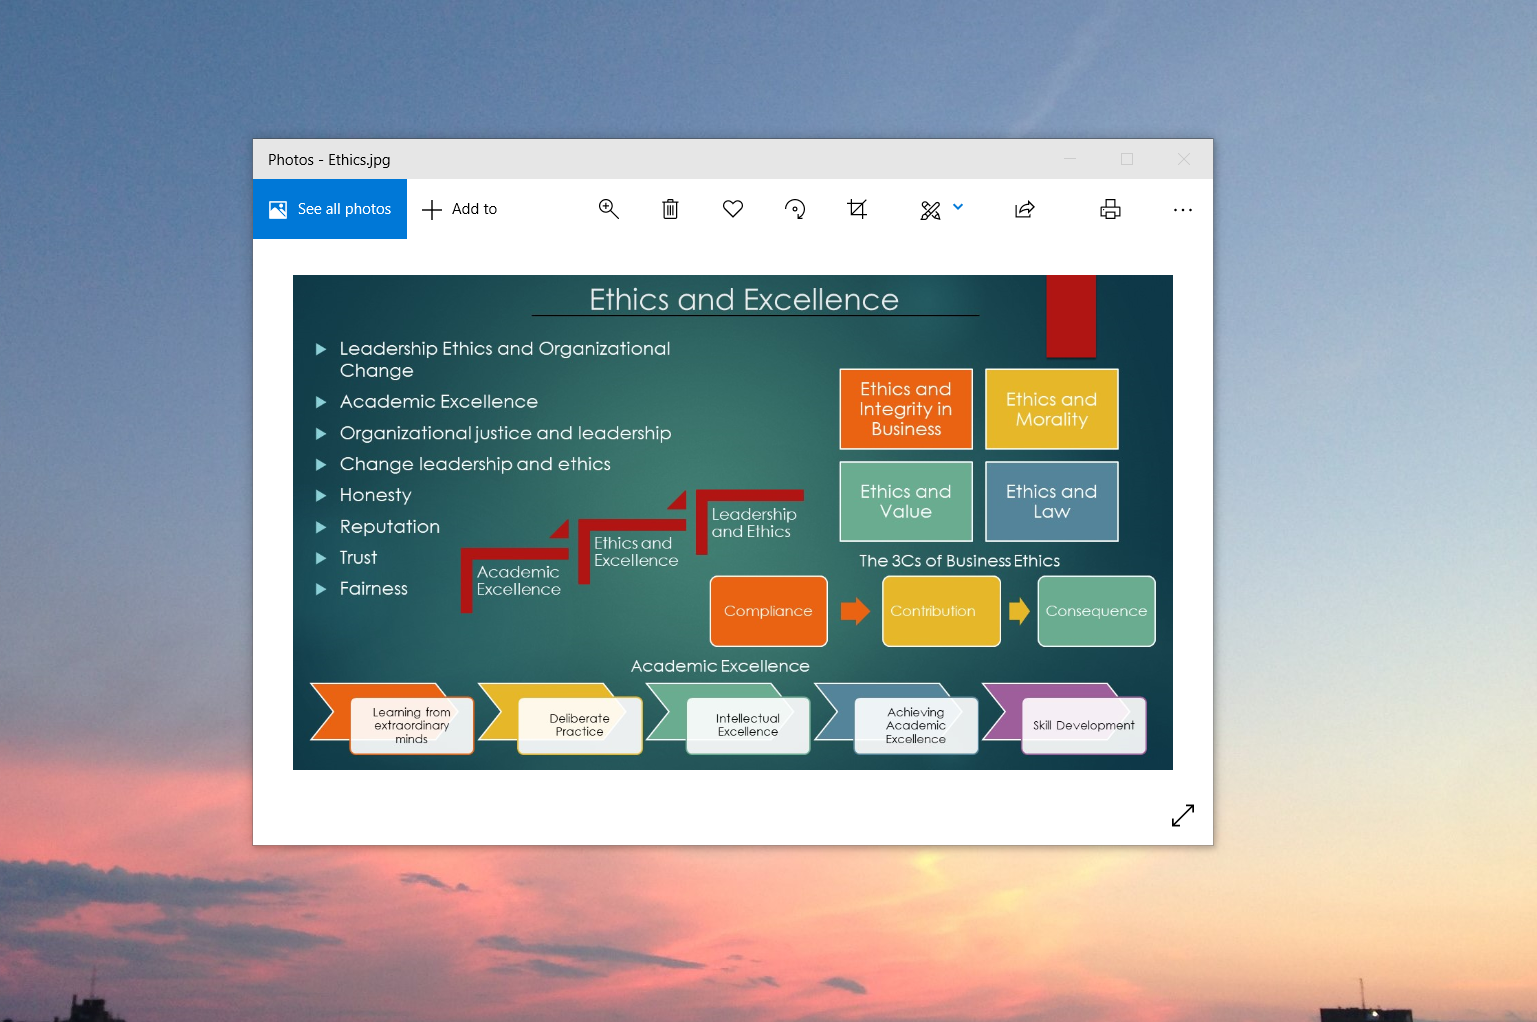 Photos - Ethics.jpg
See all photos
Add to
Ethics and Excellence
Leadership Ethics and Organizational
Change
Academic Excellence
Organizational justice and leadership
Change leadership and ethics
Honesty
Reputation
Trust
Fairness
Academic
Excellence
Ethics and
Excellence
Leadership
and Ethics
Ethics and
Integrity in
Business
Ethics and
Morality
Ethics and
Value
Ethics and
Law
The 3Cs of Business Ethics
Compliance
Contribution
Consequence
Academic Excellence
Learning from
extraordinary
minds
Deliberate
Practice
Intellectual
Excellence
Achieving
Academic
Excellence
Skill Development